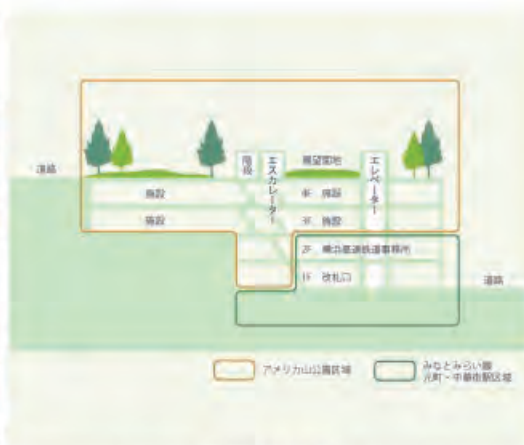 道路
階段
エスカレーター
展望園地
エレベーター
施設
4F 施設
施設
3F 施設
2F 横浜高速鉄道事務所
1F 改札口
道路
アメリカ山公園区域
みなとみらい線
元町・中華街駅区域